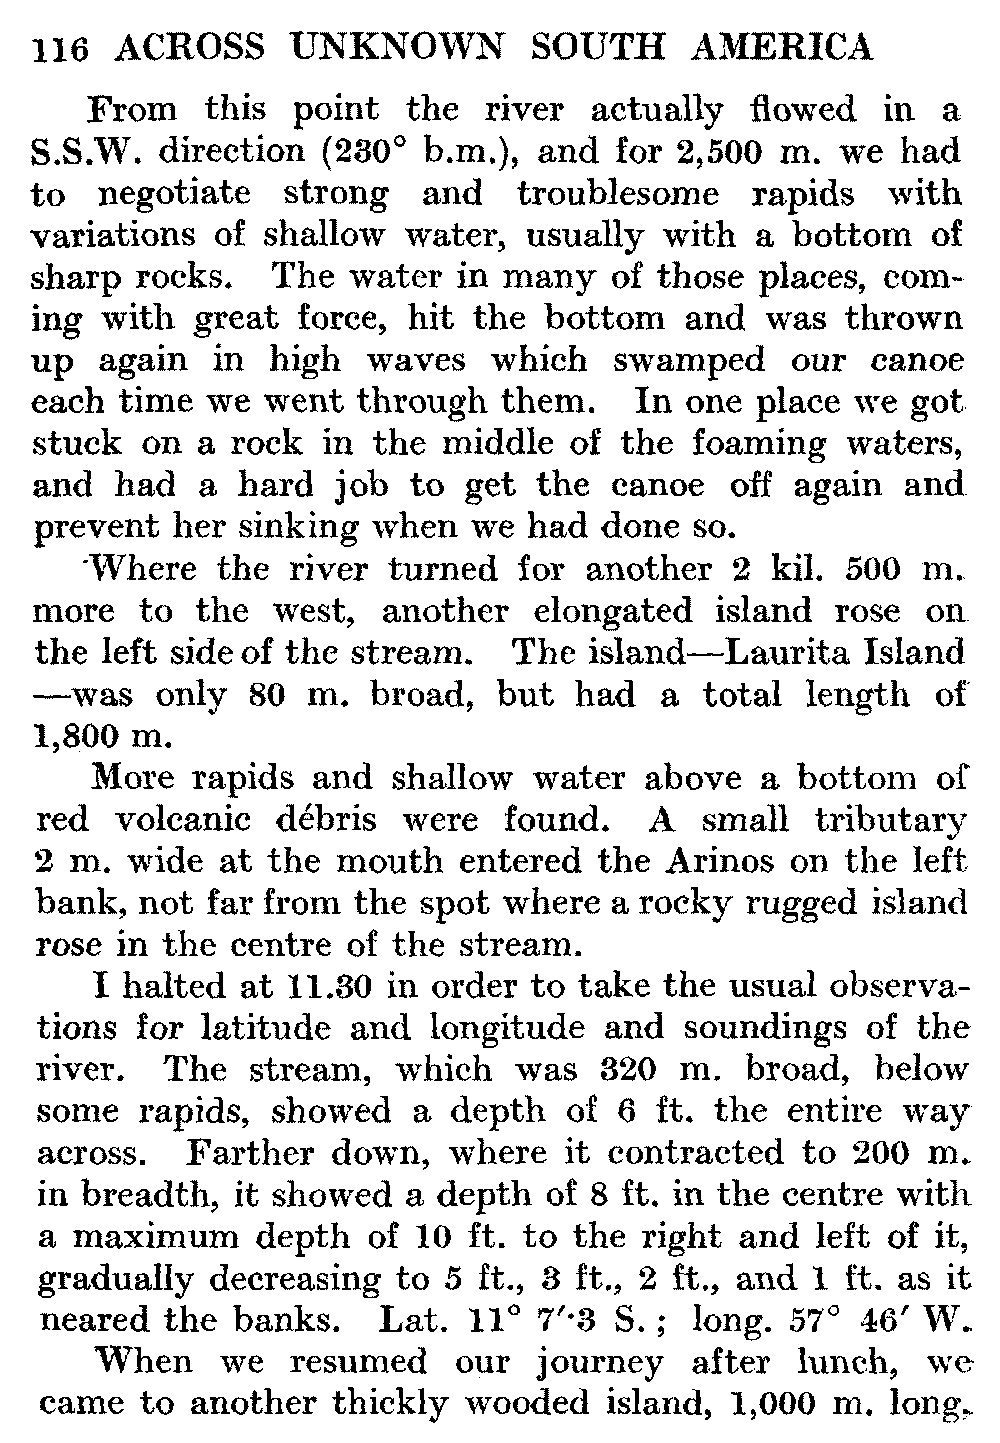 116 ACROSS UNKNOWN SOUTH AMERICA
From this point the river actually flowed in a
S.S.W. direction (230° b.m.), and for 2,500 m. we had
to negotiate strong and troublesome rapids with
variations of shallow water, usually with a bottom of
sharp rocks. The water in many of those places, com-
ing with great force, hit the bottom and was thrown
up again in high waves which swamped our canoe
each time we went through them. In one place we got
stuck on a rock in the middle of the foaming waters,
and had a hard job to get the canoe off again and
prevent her sinking when we had done so.
Where the river turned for another 2 kil. 500 m.
more to the west, another elongated island rose on
the left side of the stream. The island—Laurita Island
—was only 80 m. broad, but had a total length of
1,800 m.
More rapids and shallow water above a bottom of
red volcanic débris were found. A small tributary
2 m. wide at the mouth entered the Arinos on the left
bank, not far from the spot where a rocky rugged island
rose in the centre of the stream.
I halted at 11.30 in order to take the usual observa-
tions for latitude and longitude and soundings of the
river. The stream, which was 320 m. broad, below
some rapids, showed a depth of 6 ft. the entire way
across. Farther down, where it contracted to 200 m.
in breadth, it showed a depth of 8 ft. in the centre with
a maximum depth of 10 ft. to the right and left of it,
gradually decreasing to 5 ft., 3 ft., 2 ft., and 1 ft. as it
neared the banks. Lat. 11° 7′·3 S.; long. 57° 46′ W.
When we resumed our journey after lunch, we
came to another thickly wooded island, 1,000 m. long,